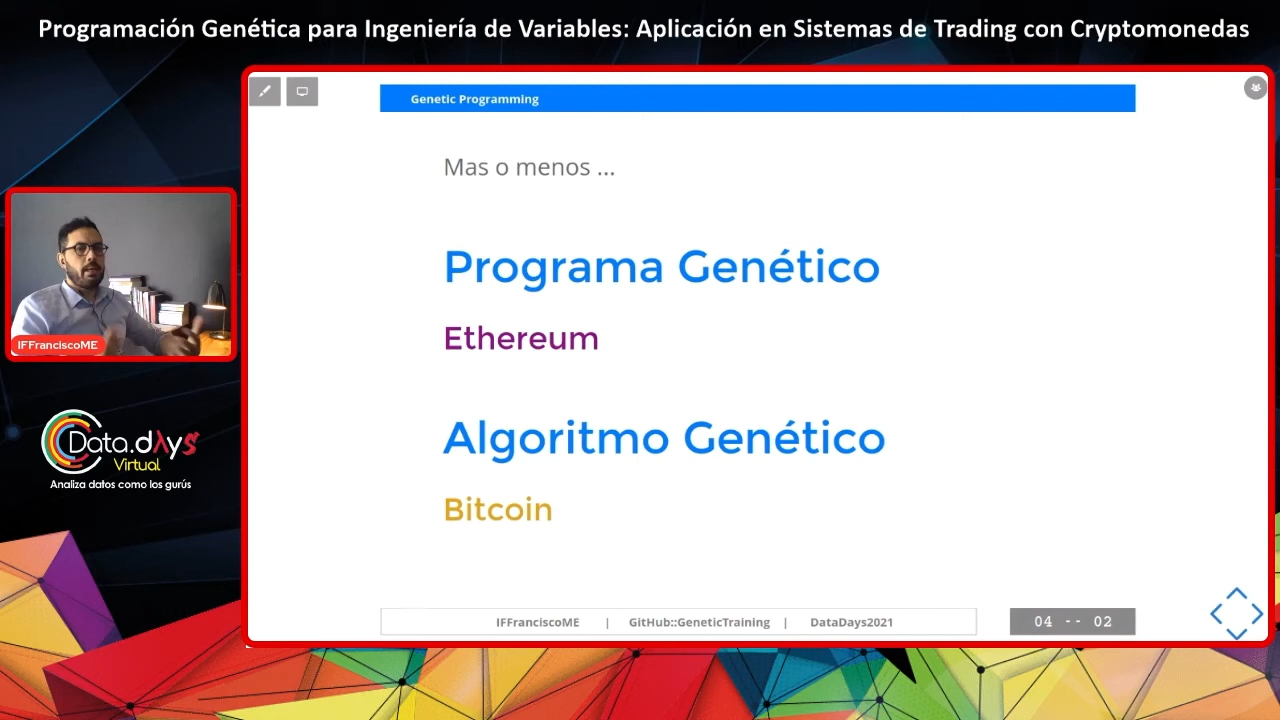 Programación Genética para Ingeniería de Variables: Aplicación en Sistemas de Trading con Cryptomonedas
Genetic Programming
Mas o menos ...
Programa Genético
Ethereum
Algoritmo Genético
Bitcoin
IFFranciscoME | GitHub::GeneticTraining | DataDays2021
04 -- 02
IFFranciscoME
Data.dAys
Virtual
Analiza datos como los gurús